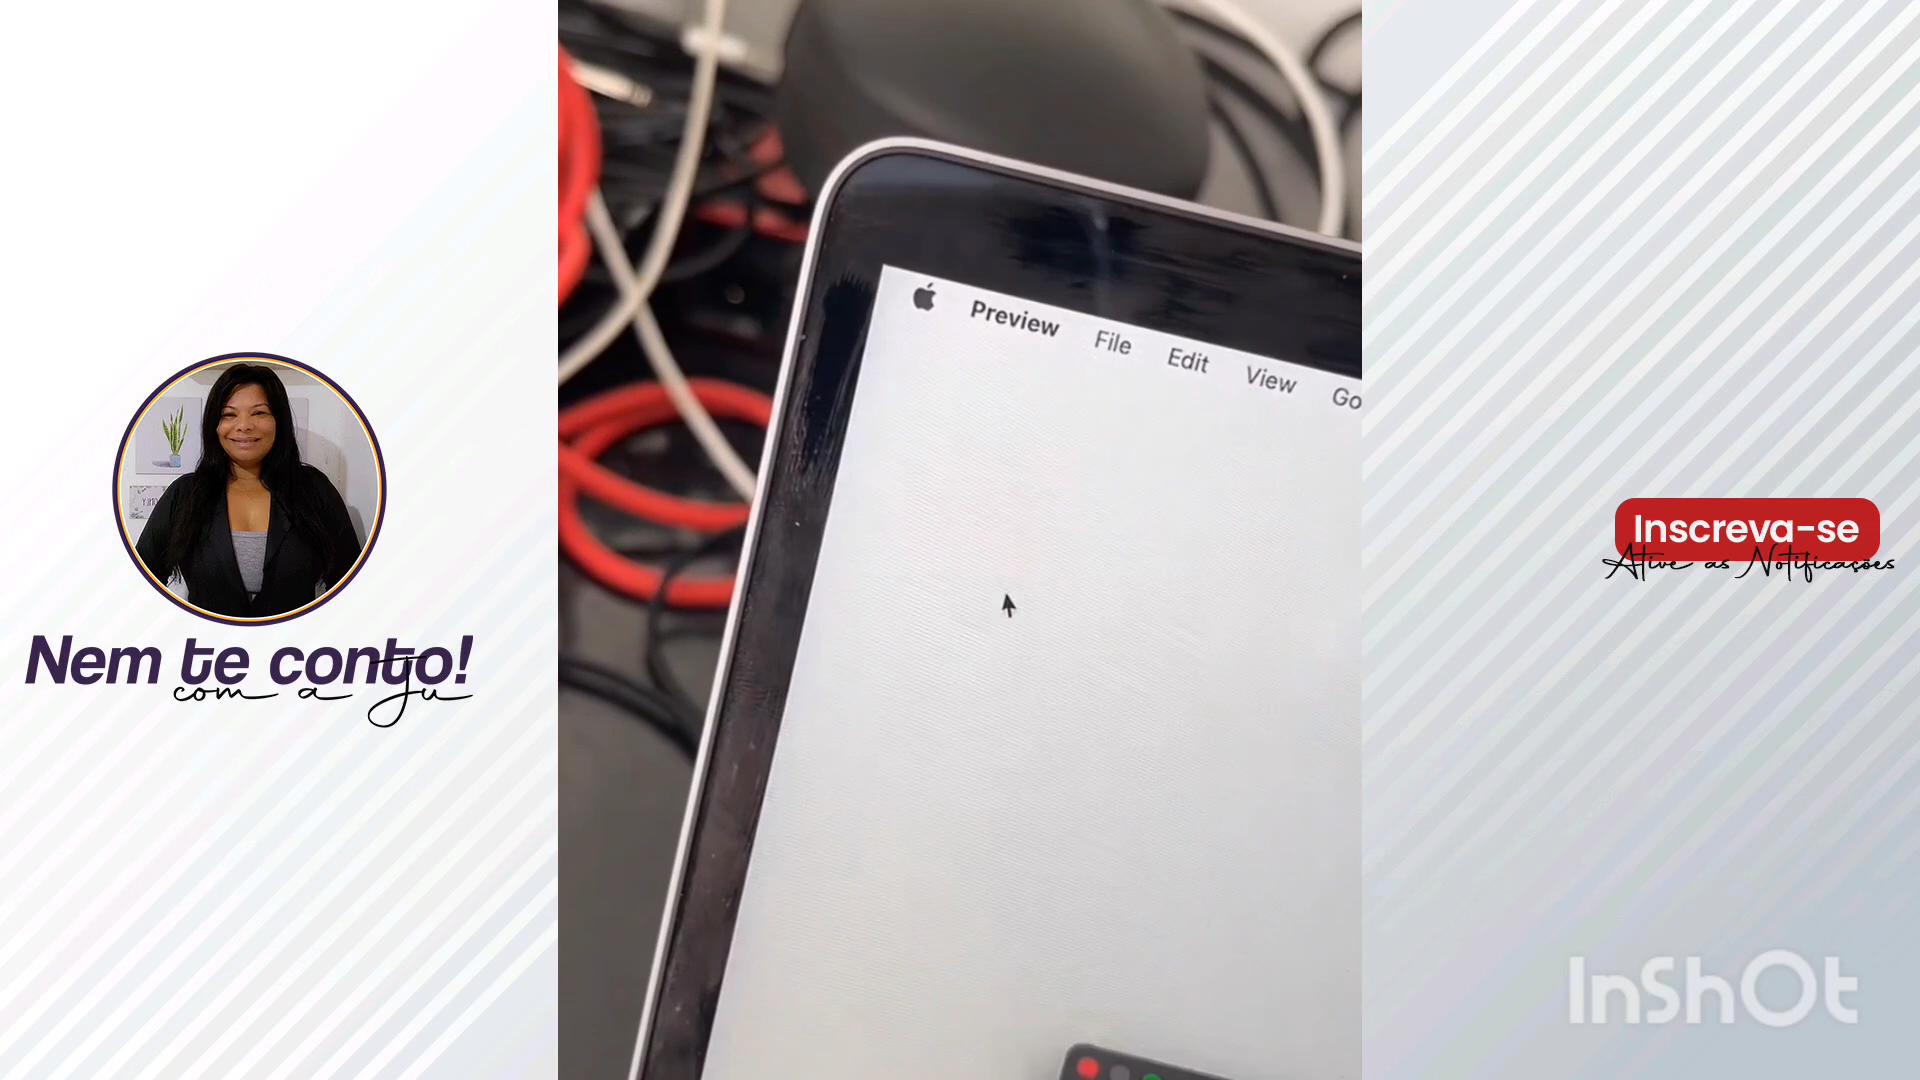 Preview File Edit View Go
Nem te conto!
com a Ju
Inscreva-se
Ative as Notificações
InShOt